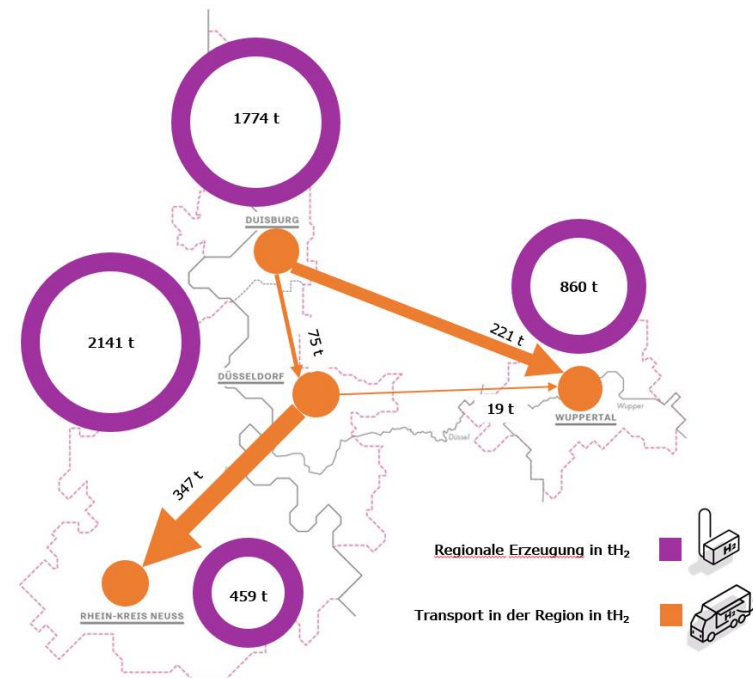 1774 t
DUISBURG
860 t
2141 t
221 t
75 t
DÜSSELDORF
19 t
Wupper
WUPPERTAL
Düssel
347 t
459 t
RHEIN-KREIS NEUSS
Regionale Erzeugung in tH₂
H₂
Transport in der Region in tH₂
H₂